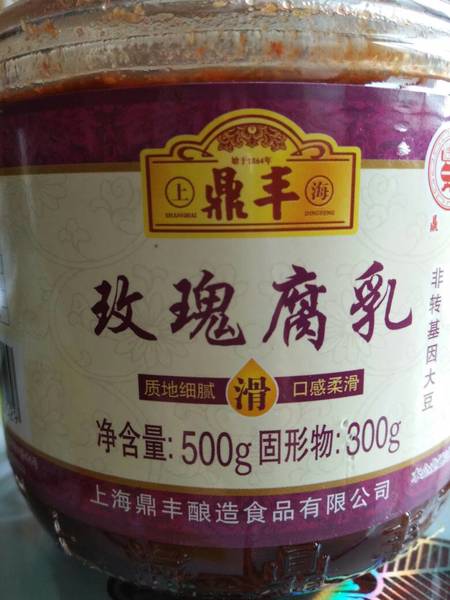 始于1864年
上 鼎丰 海
SHANGHAI DINGFENG
玫瑰腐乳
非转基因大豆
质地细腻 滑 口感柔滑
净含量: 500g 固形物: 300g
上海鼎丰酿造食品有限公司